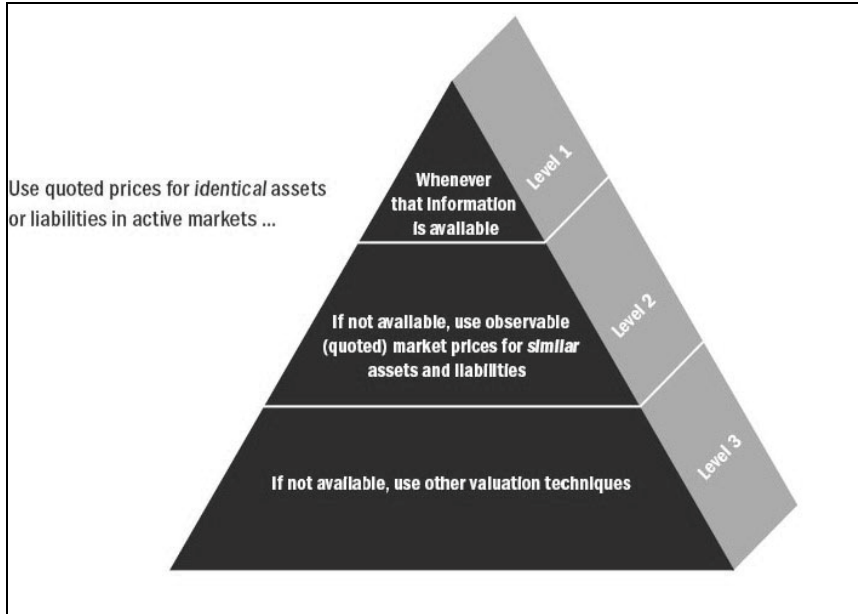 Use quoted prices for identical assets
or liabilities in active markets ...
Whenever
that information
is available
Level 1
If not available, use observable
(quoted) market prices for similar
assets and liabilities
Level 2
If not available, use other valuation techniques
Level 3